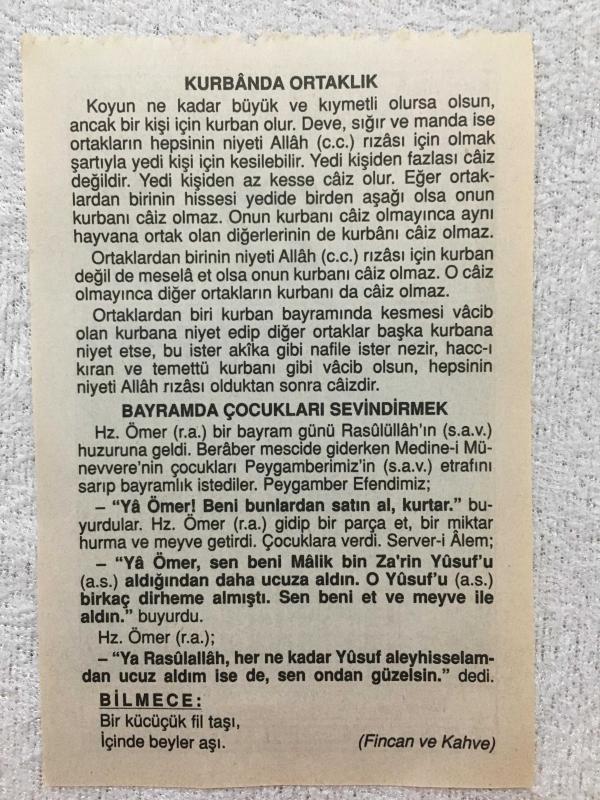 KURBÂNDA ORTAKLIK
Koyun ne kadar büyük ve kıymetli olursa olsun,
ancak bir kişi için kurban olur. Deve, sığır ve manda ise
ortakların hepsinin niyeti Allâh (c.c.) rızâsı için olmak
şartıyla yedi kişi için kesilebilir. Yedi kişiden fazlası câiz
değildir. Yedi kişiden az kesse câiz olur. Eğer ortak-
lardan birinin hissesi yedide birden aşağı olsa onun
kurbanı câiz olmaz. Onun kurbanı câiz olmayınca aynı
hayvana ortak olan diğerlerinin de kurbânı câiz olmaz.
Ortaklardan birinin niyeti Allâh (c.c.) rızısı için kurban
değil de meselâ et olsa onun kurbanı câiz olmaz. O câiz
olmayınca diğer ortakların kurbanı da câiz olmaz.
Ortaklardan biri kurban bayramında kesmesi vâcib
olan kurbana niyet edip diğer ortaklar başka kurbana
niyet etse, bu ister akîka gibi nafile ister nezir, hacc-ı
kıran ve temettü kurbanı gibi vâcib olsun, hepsinin
niyeti Allâh rızâsı olduktan sonra câizdir.
BAYRAMDA ÇOCUKLARI SEVİNDİRMEK
Hz. Ömer (r.a.) bir bayram günü Rasûlüllâh'ın (s.a.v.)
huzuruna geldi. Berâber mescide giderken Medine-i Mü-
nevvere'nin çocukları Peygamberimiz'in (s.a.v.) etrafını
sarıp bayramlık istediler. Peygamber Efendimiz;
– "Yâ Ömer! Beni bunlardan satın al, kurtar." bu-
yurdular. Hz. Ömer (r.a.) gidip bir parça et, bir miktar
hurma ve meyve getirdi. Çocuklara verdi. Server-i Âlem;
– "Yâ Ömer, sen beni Mâlik bin Za'rin Yûsuf'u
(a.s.) aldığından daha ucuza aldın. O Yûsuf'u (a.s.)
birkaç dirheme almıştı. Sen beni et ve meyve ile
aldın." buyurdu.
Hz. Ömer (r.a.);
– "Ya Rasûlallâh, her ne kadar Yûsuf aleyhisselam-
dan ucuz aldım ise de, sen ondan güzelsin." dedi.
BİLMECE:
Bir kücüçük fil taşı,
İçinde beyler aşı. (Fincan ve Kahve)